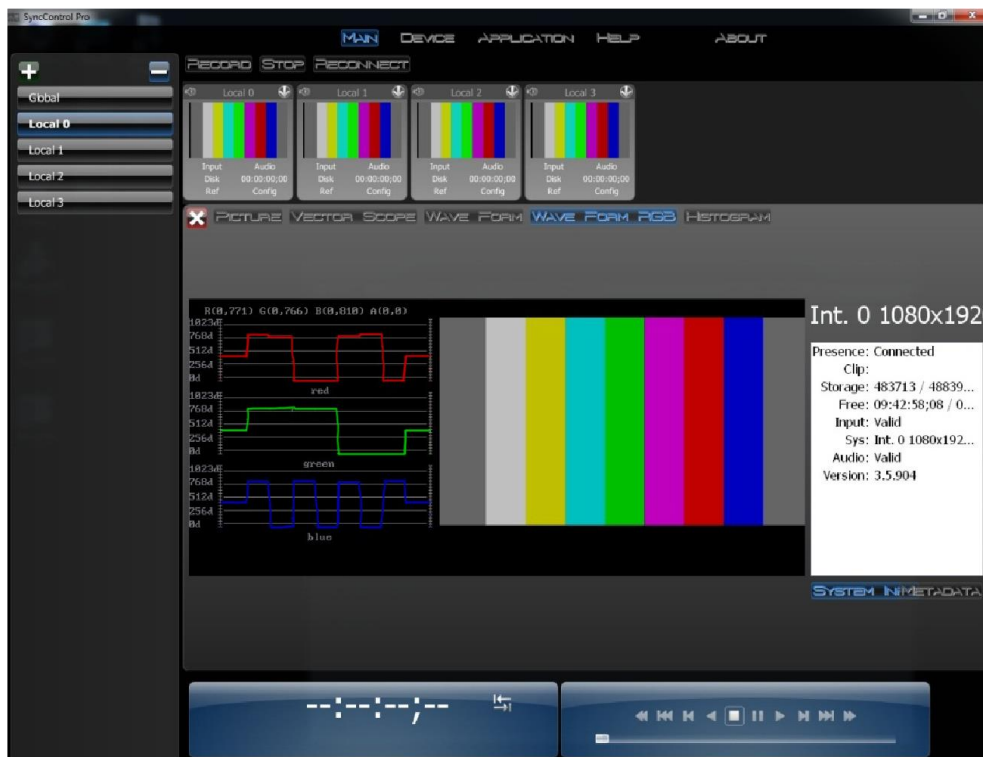 SyncControl Pro
MAIN DEVICE APPLICATION HELP ABOUT
RECORD STOP RECONNECT
Global
Local 0
Local 1
Local 2
Local 3
Local 0 Local 1 Local 2 Local 3
Input Audio Input Audio Input Audio Input Audio
Disk 00:00:00;00 Disk 00:00:00;00 Disk 00:00:00;00 Disk 00:00:00;00
Ref Config Ref Config Ref Config Ref Config
PICTURE VECTOR SCOPE WAVE FORM WAVE FORM RGB HISTOGRAM
R(0,771) G(0,766) B(0,810) A(0,0)
1023d
768d
512d
256d
0d
red
1023d
768d
512d
256d
0d
green
1023d
768d
512d
256d
0d
blue
Int. 0 1080x192
Presence: Connected
Clip:
Storage: 483713 / 48839...
Free: 09:42:58;08 / 0...
Input: Valid
Sys: Int. 0 1080x192...
Audio: Valid
Version: 3.5.904
SYSTEM IN METADATA
--:--:--;--